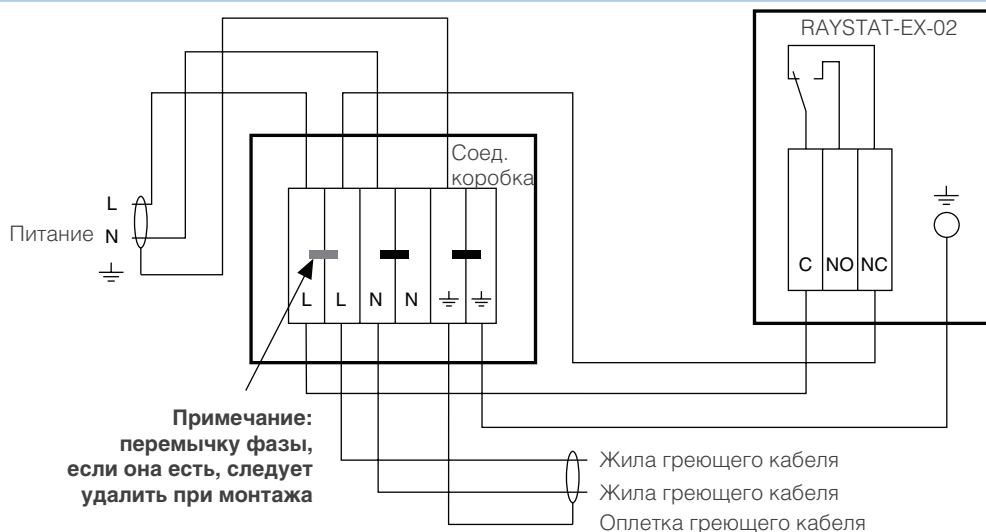 RAYSTAT-EX-02
Соед.
коробка
L
Питание N
L L N N
C NO NC
Примечание:
перемычку фазы,
если она есть, следует
удалить при монтажа
Жила греющего кабеля
Жила греющего кабеля
Оплетка греющего кабеля